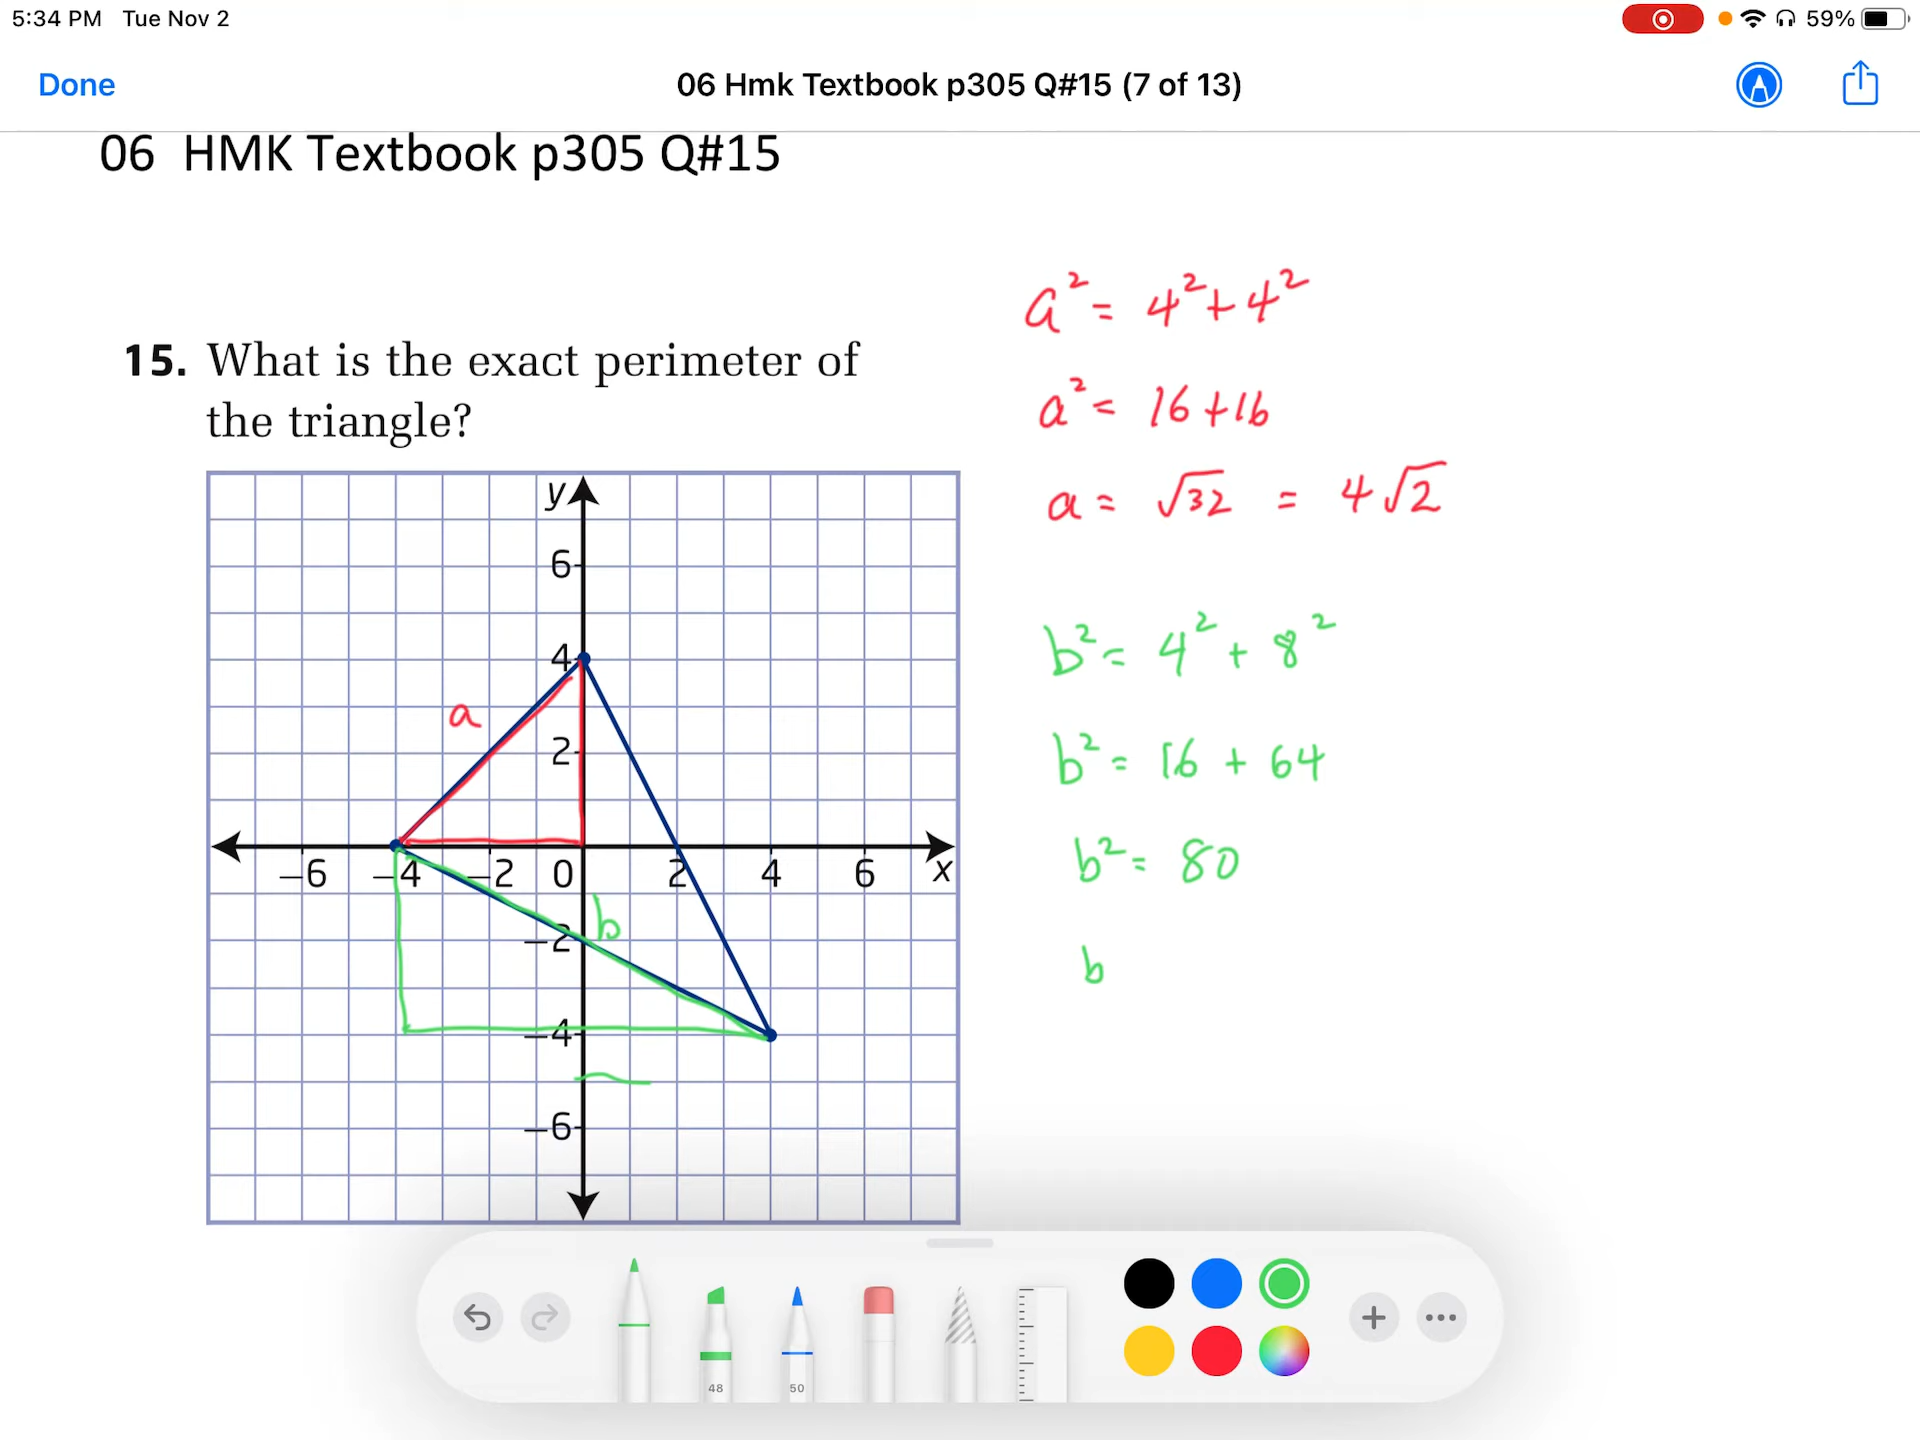 5:34 PM Tue Nov 2
59%
Done
06 Hmk Textbook p305 Q#15 (7 of 13)
06 HMK Textbook p305 Q#15
15. What is the exact perimeter of
the triangle?
a² = 4² + 4²
a² = 16 + 16
a = √32 = 4√2
b² = 4² + 8²
b² = 16 + 64
b² = 80
b
y
6
4
a
2
−6 −4 −2 0 2 4 6 x
b
−2
−4
−6
48 50